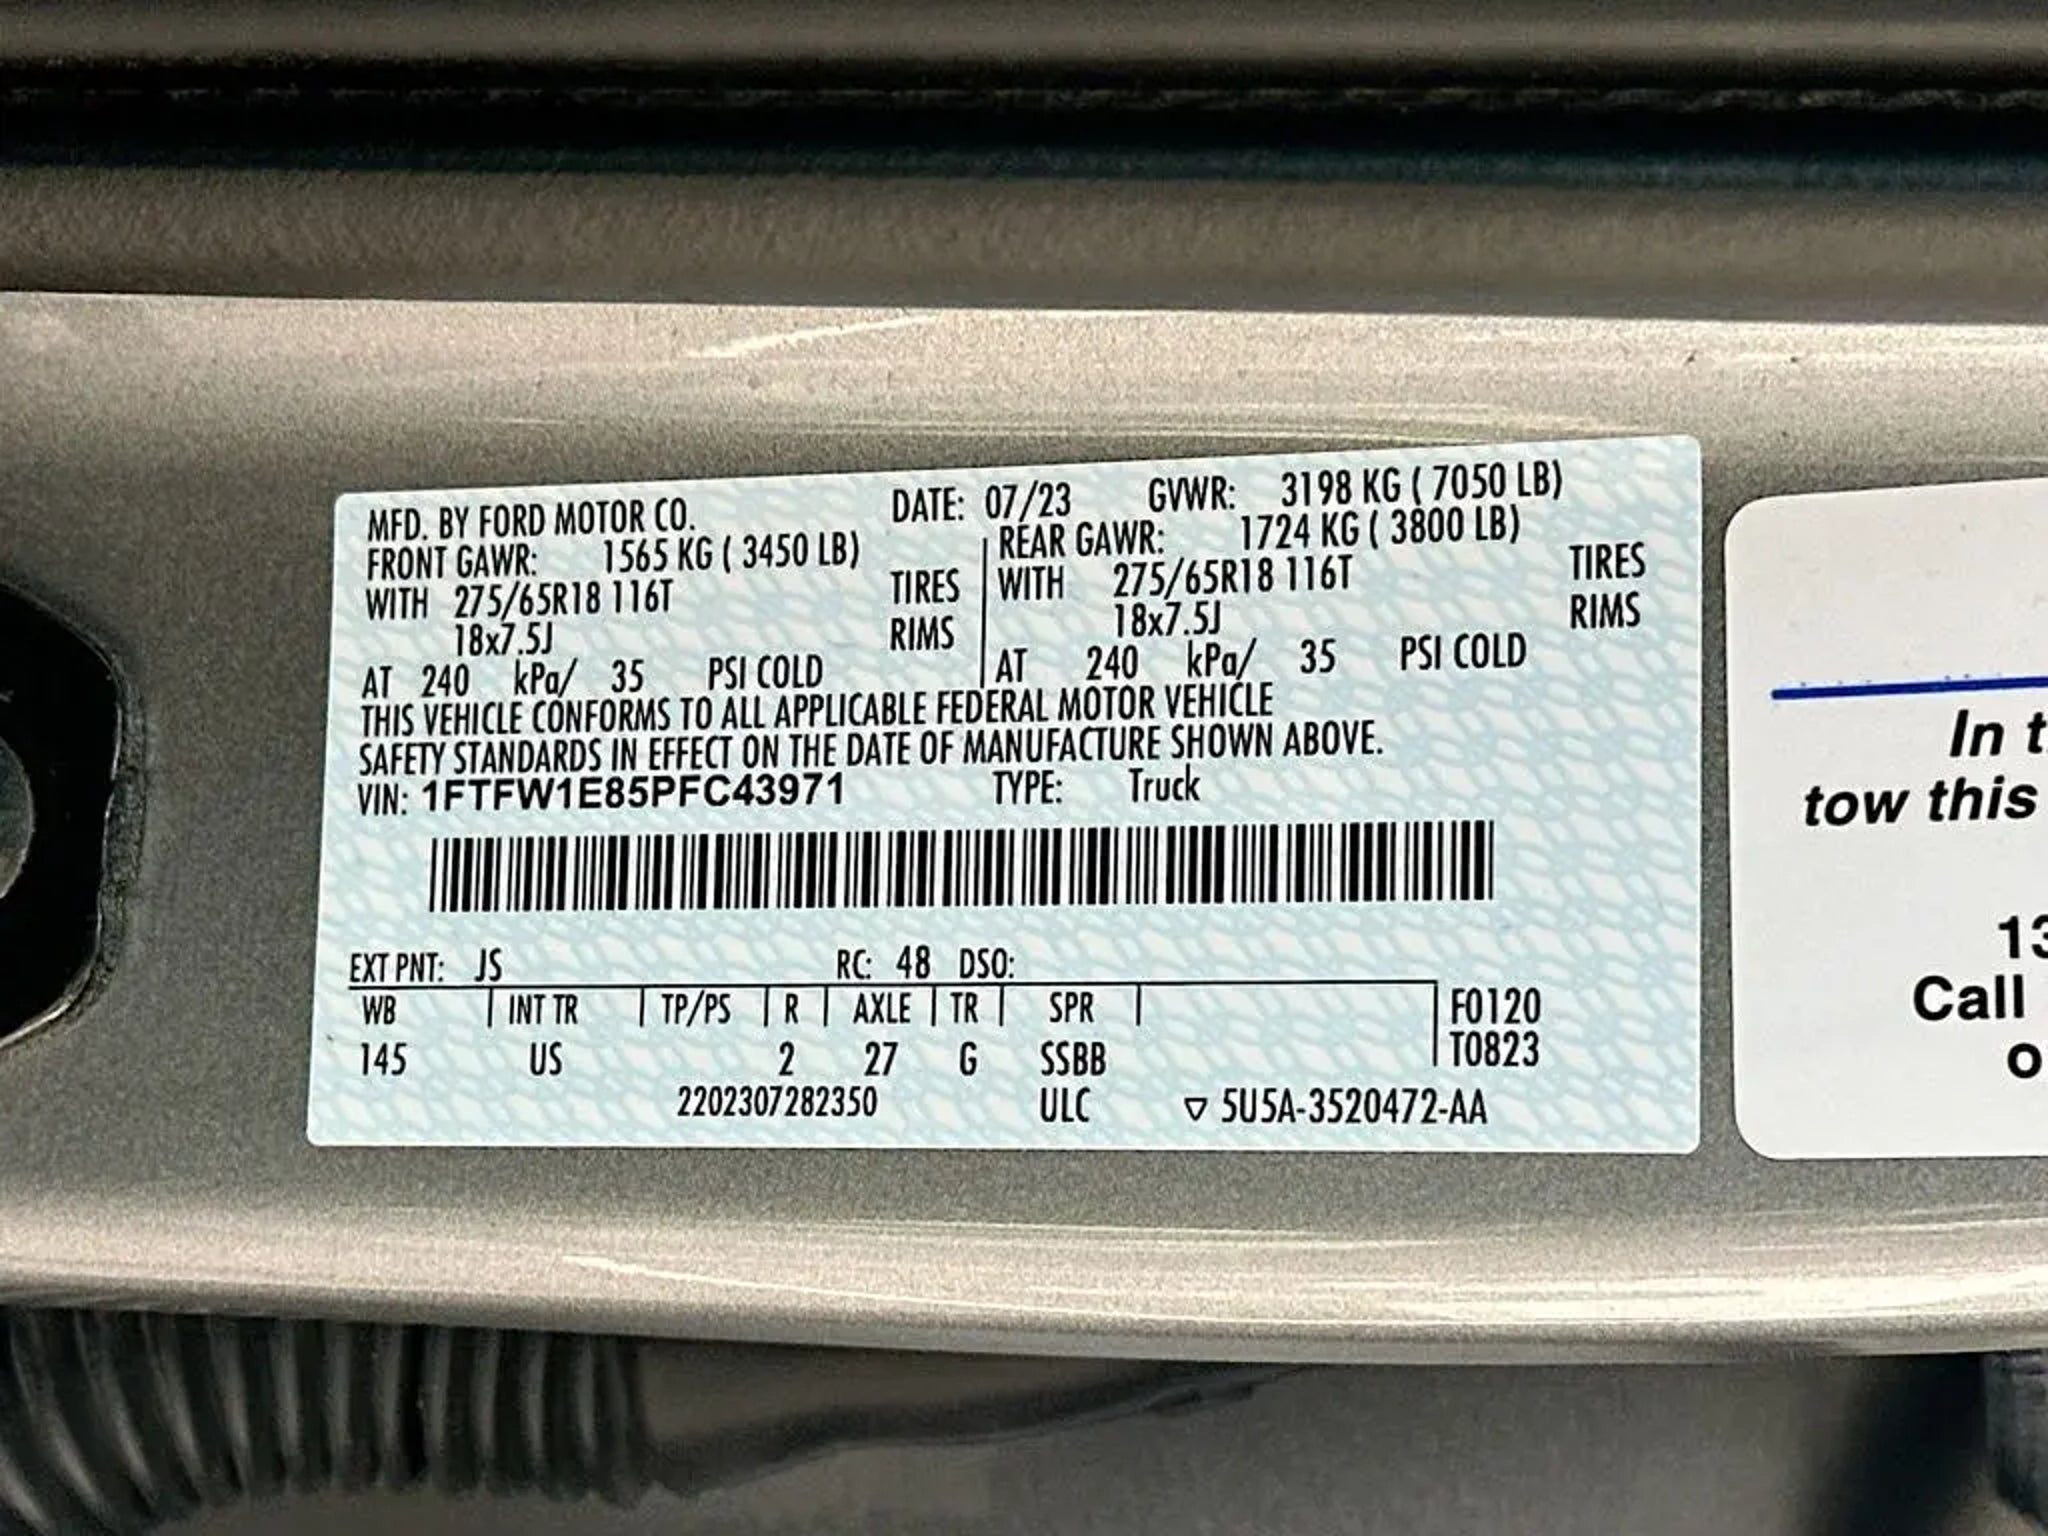 MFD. BY FORD MOTOR CO. DATE: 07/23 GVWR: 3198 KG ( 7050 LB)
FRONT GAWR: 1565 KG ( 3450 LB) REAR GAWR: 1724 KG ( 3800 LB)
WITH 275/65R18 116T TIRES WITH 275/65R18 116T TIRES
18x7.5J RIMS 18x7.5J RIMS
AT 240 kPa/ 35 PSI COLD AT 240 kPa/ 35 PSI COLD
THIS VEHICLE CONFORMS TO ALL APPLICABLE FEDERAL MOTOR VEHICLE
SAFETY STANDARDS IN EFFECT ON THE DATE OF MANUFACTURE SHOWN ABOVE.
VIN: 1FTFW1E85PFC43971 TYPE: Truck
EXT PNT: JS RC: 48 DSO:
WB INT TR TP/PS R AXLE TR SPR F0120
145 US 2 27 G SSBB T0823
2202307282350 ULC ▽ 5U5A-3520472-AA
In
tow this
13
Call